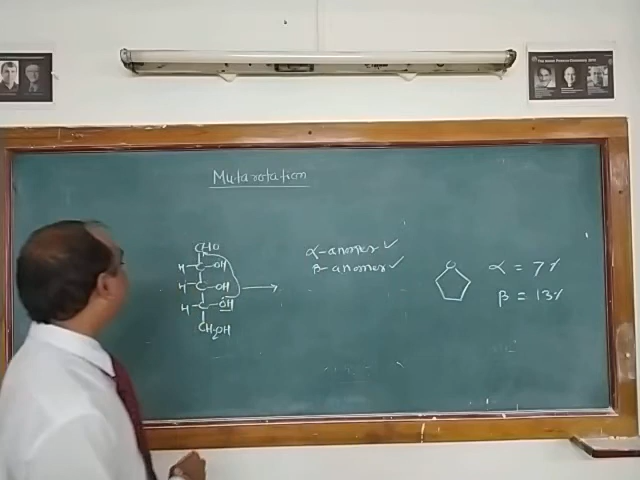 Mutarotation
CHO
H-C-OH
H-C-OH
H-C-OH
CH2OH
α-anomer ✓
β-anomer ✓
O
α = 7%
β = 13%